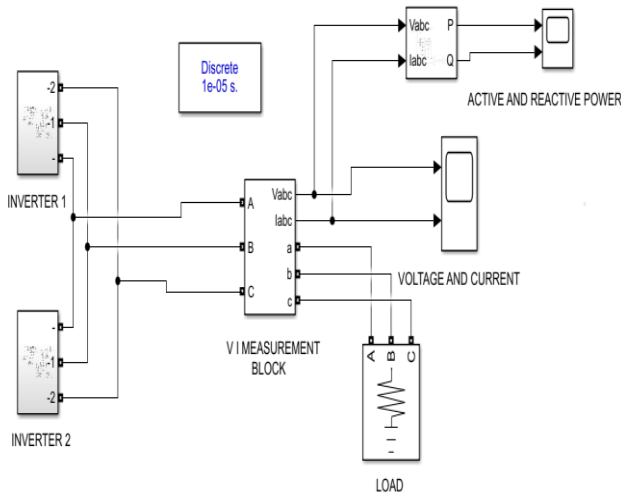 Discrete
1e-05 s.
Vabc
P
Iabc
Q
ACTIVE AND REACTIVE POWER
-2
-1
-
INVERTER 1
A
B
C
Vabc
Iabc
a
b
c
VOLTAGE AND CURRENT
V I MEASUREMENT
BLOCK
-
-1
-2
INVERTER 2
A
B
C
LOAD